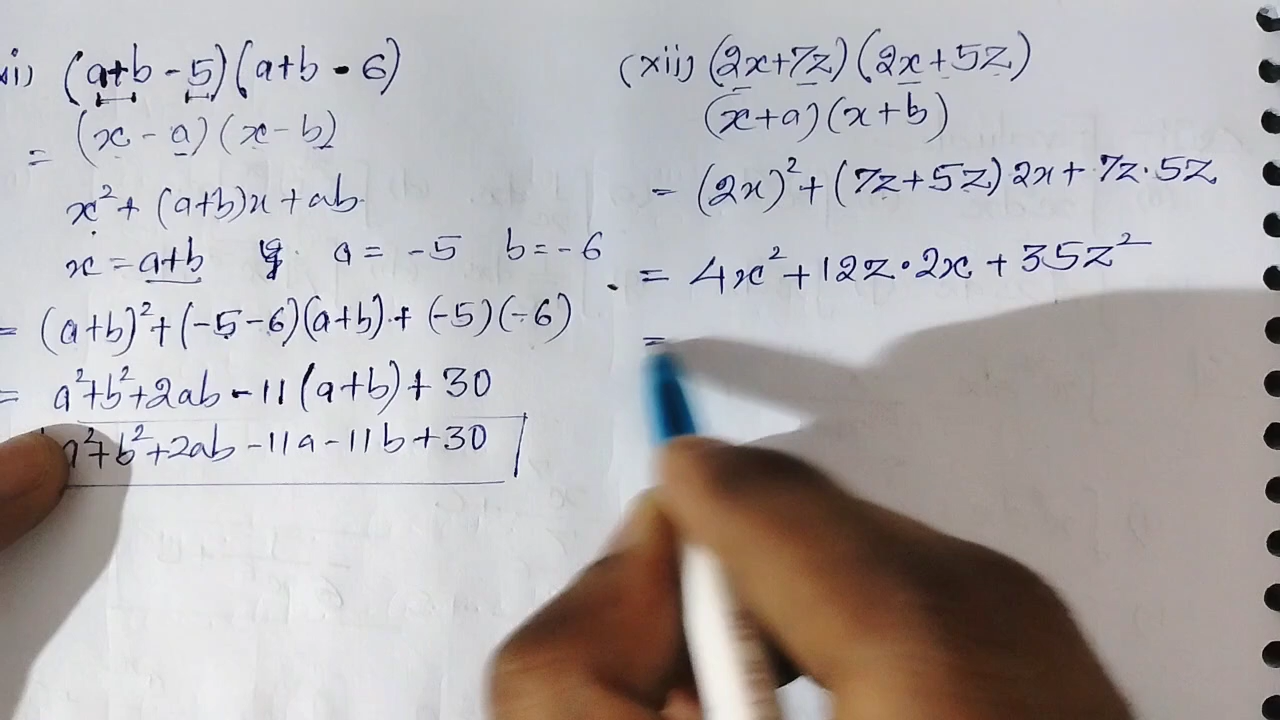 xi) (a+b - 5)(a+b - 6)
= (x - a)(x - b)
x² + (a+b)x + ab
x = a+b & a = -5 b = -6
= (a+b)² + (-5-6)(a+b) + (-5)(-6)
= a²+b²+2ab - 11(a+b) + 30
a²+b²+2ab -11a -11b +30
(xii) (2x+7z)(2x+5z)
(x+a)(x+b)
= (2x)² + (7z+5z)2x + 7z·5z
= 4x² + 12z·2x + 35z²
=